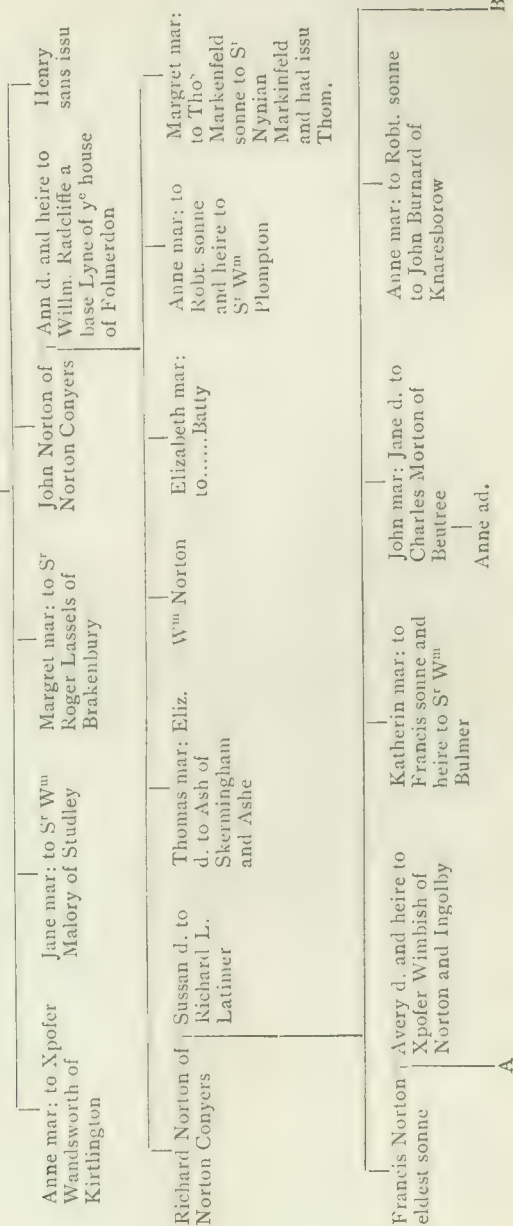 Anne mar: to Xpofer
Wandsworth of
Kirtlington
Jane mar: to Sʳ Wᵐ
Malory of Studley
Margret mar: to Sʳ
Roger Lassels of
Brakenbury
John Norton of
Norton Conyers
Ann d. and heire to
Willm. Radcliffe a
base Lyne of yᵉ house
of Folmerdon
Henry
sans issu
Richard Norton of
Norton Conyers
Sussan d. to
Richard L.
Latimer
Thomas mar: Eliz.
d. to Ash of
Skermingham
and Ashe
Wᵐ Norton
Elizabeth mar:
to......Batty
Anne mar: to
Robt. sonne
and heire to
Sʳ Wᵐ
Plompton
Margret mar:
to Thoˢ
Markenfeld
sonne to Sʳ
Nynian
Markinfeld
and had issu
Thom.
Francis Norton
eldest sonne
Avery d. and heire to
Xpofer Wimbish of
Norton and Ingolby
A
Katherin mar: to
Francis sonne and
heire to Sʳ Wᵐ
Bulmer
John mar: Jane d. to
Charles Morton of
Beutree
Anne ad.
Anne mar: to Robt. sonne
to John Burnard of
Knaresborow
B